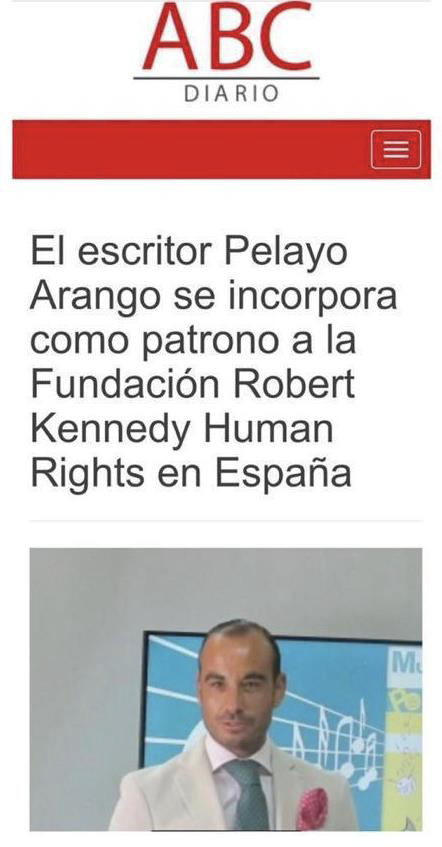 ABC
DIARIO
El escritor Pelayo
Arango se incorpora
como patrono a la
Fundación Robert
Kennedy Human
Rights en España